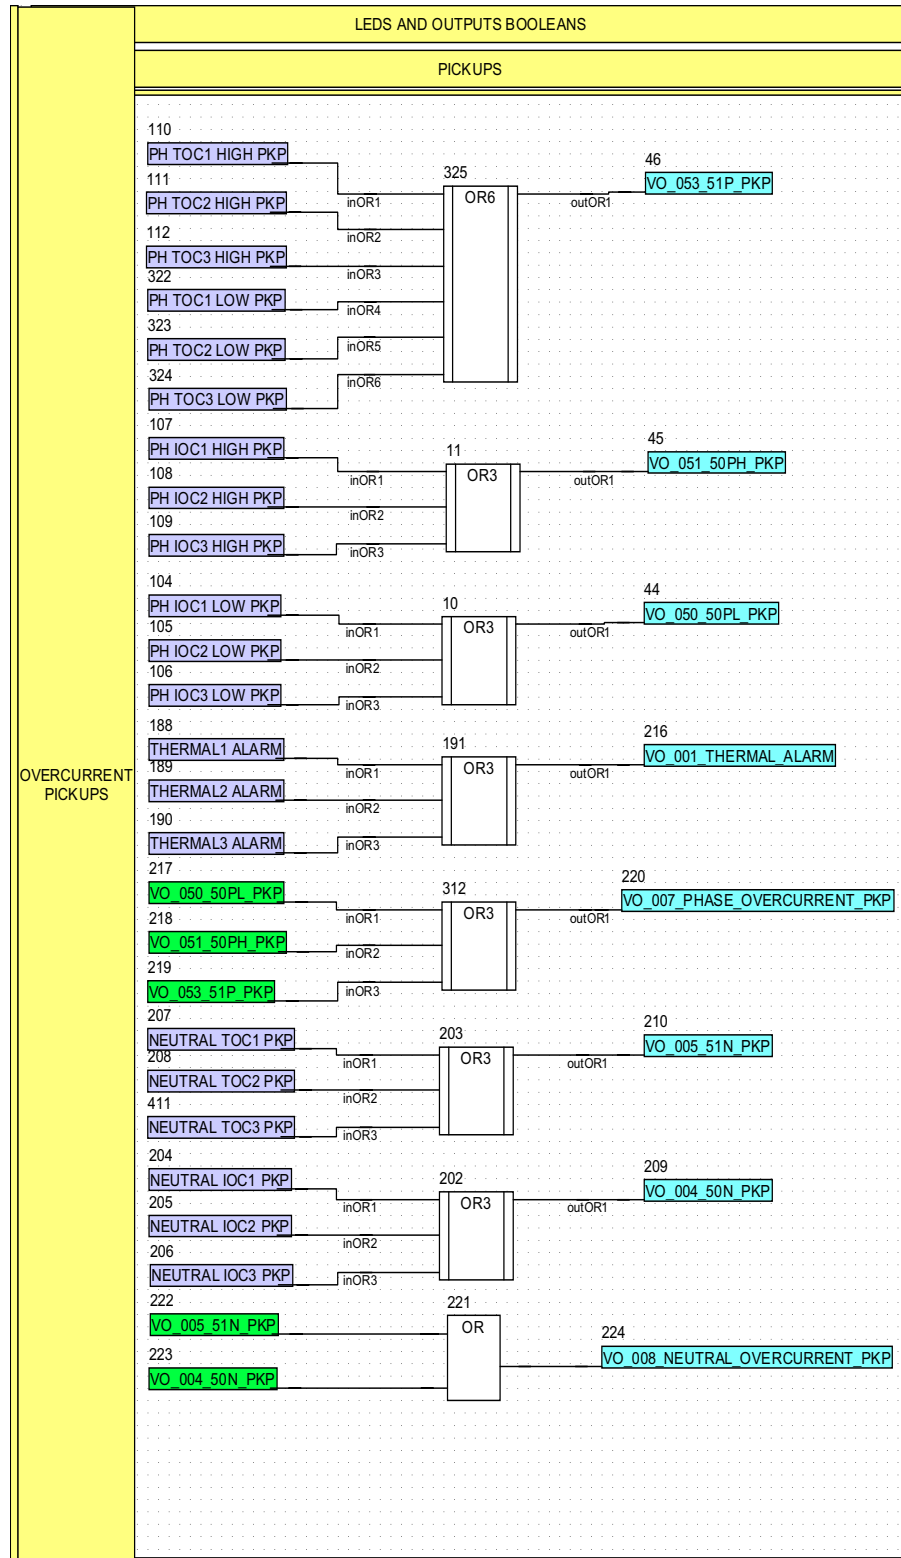 LEDS AND OUTPUTS BOOLEANS
PICKUPS
OVERCURRENT
PICKUPS
110
PH TOC1 HIGH PKP
111
PH TOC2 HIGH PKP
112
PH TOC3 HIGH PKP
322
PH TOC1 LOW PKP
323
PH TOC2 LOW PKP
324
PH TOC3 LOW PKP
inOR1
inOR2
inOR3
inOR4
inOR5
inOR6
325
OR6
outOR1
46
VO_053_51P_PKP
107
PH IOC1 HIGH PKP
108
PH IOC2 HIGH PKP
109
PH IOC3 HIGH PKP
inOR1
inOR2
inOR3
11
OR3
outOR1
45
VO_051_50PH_PKP
104
PH IOC1 LOW PKP
105
PH IOC2 LOW PKP
106
PH IOC3 LOW PKP
inOR1
inOR2
inOR3
10
OR3
outOR1
44
VO_050_50PL_PKP
188
THERMAL1 ALARM
189
THERMAL2 ALARM
190
THERMAL3 ALARM
inOR1
inOR2
inOR3
191
OR3
outOR1
216
VO_001_THERMAL_ALARM
217
VO_050_50PL_PKP
218
VO_051_50PH_PKP
219
VO_053_51P_PKP
inOR1
inOR2
inOR3
312
OR3
outOR1
220
VO_007_PHASE_OVERCURRENT_PKP
207
NEUTRAL TOC1 PKP
208
NEUTRAL TOC2 PKP
411
NEUTRAL TOC3 PKP
inOR1
inOR2
inOR3
203
OR3
outOR1
210
VO_005_51N_PKP
204
NEUTRAL IOC1 PKP
205
NEUTRAL IOC2 PKP
206
NEUTRAL IOC3 PKP
inOR1
inOR2
inOR3
202
OR3
outOR1
209
VO_004_50N_PKP
222
VO_005_51N_PKP
223
VO_004_50N_PKP
221
OR
224
VO_008_NEUTRAL_OVERCURRENT_PKP